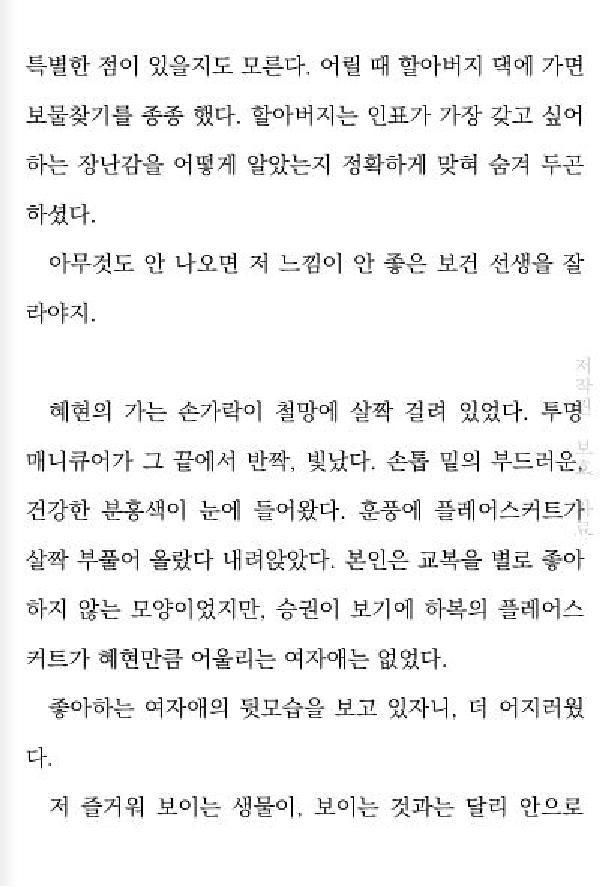 특별한 점이 있을지도 모른다. 어릴 때 할아버지 댁에 가면
보물찾기를 종종 했다. 할아버지는 인표가 가장 갖고 싶어
하는 장난감을 어떻게 알았는지 정확하게 맞혀 숨겨 두곤
하셨다.
아무것도 안 나오면 저 느낌이 안 좋은 보건 선생을 잘
라야지.
혜현의 가는 손가락이 철망에 살짝 걸려 있었다. 투명
매니큐어가 그 끝에서 반짝, 빛났다. 손톱 밑의 부드러운,
건강한 분홍색이 눈에 들어왔다. 훈풍에 플레어스커트가
살짝 부풀어 올랐다 내려앉았다. 본인은 교복을 별로 좋아
하지 않는 모양이었지만, 승권이 보기에 하복의 플레어스
커트가 혜현만큼 어울리는 여자애는 없었다.
좋아하는 여자애의 뒷모습을 보고 있자니, 더 어지러웠
다.
저 즐거워 보이는 생물이, 보이는 것과는 달리 안으로